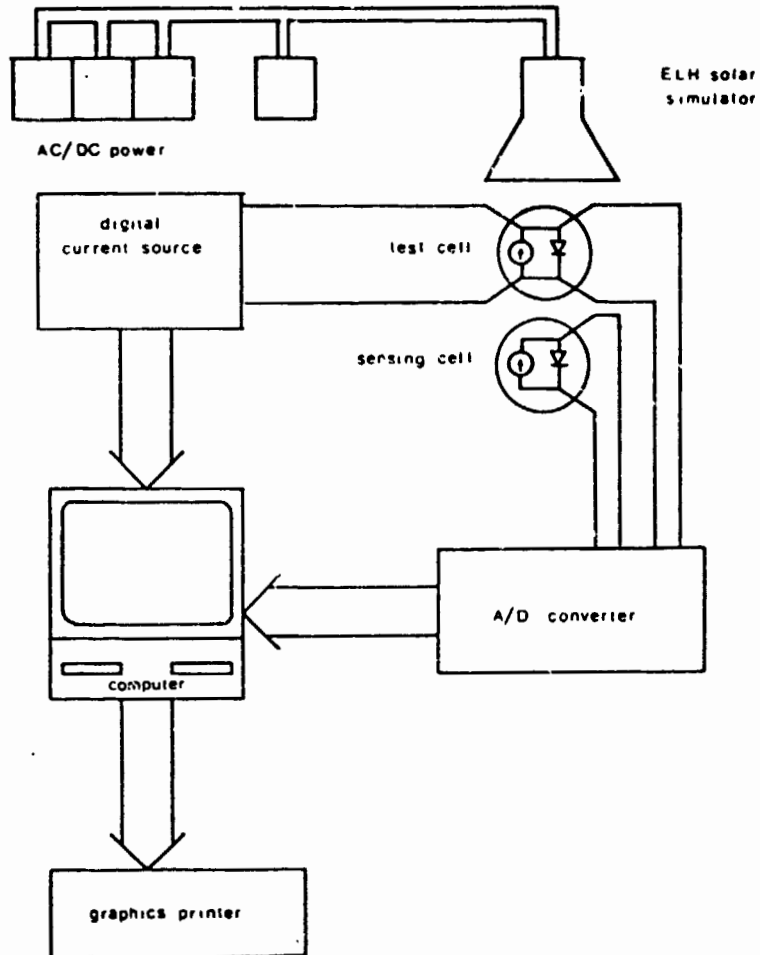 ELH solar
simulator
AC/DC power
digital
current source
test cell
sensing cell
A/D converter
computer
graphics printer